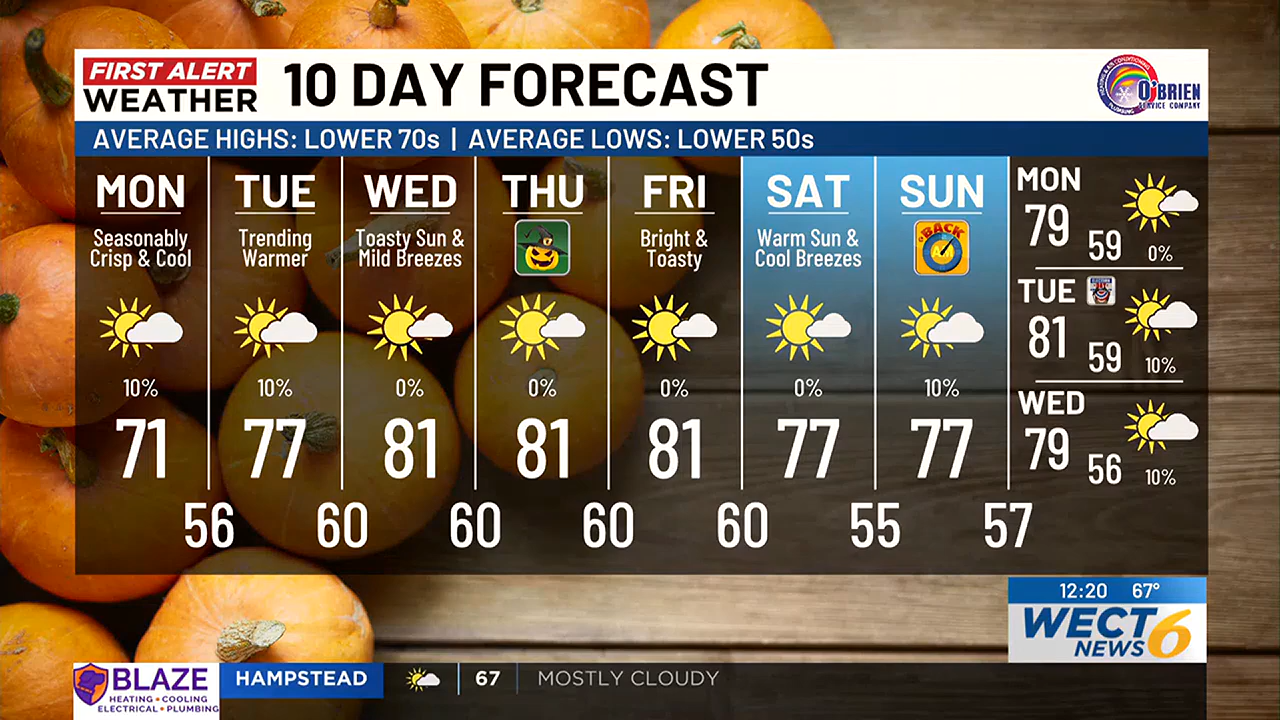 FIRST ALERT
WEATHER
10 DAY FORECAST
O'BRIEN
SERVICE COMPANY
AVERAGE HIGHS: LOWER 70s | AVERAGE LOWS: LOWER 50s
MON
Seasonably
Crisp & Cool
10%
71
56
TUE
Trending
Warmer
10%
77
60
WED
Toasty Sun &
Mild Breezes
0%
81
60
THU
0%
81
60
FRI
Bright &
Toasty
0%
81
60
SAT
Warm Sun &
Cool Breezes
0%
77
55
SUN
BACK
10%
77
57
MON
79 59 0%
TUE
81 59 10%
WED
79 56 10%
12:20 67°
WECT 6
NEWS
BLAZE
HEATING • COOLING
ELECTRICAL • PLUMBING
HAMPSTEAD
67
MOSTLY CLOUDY